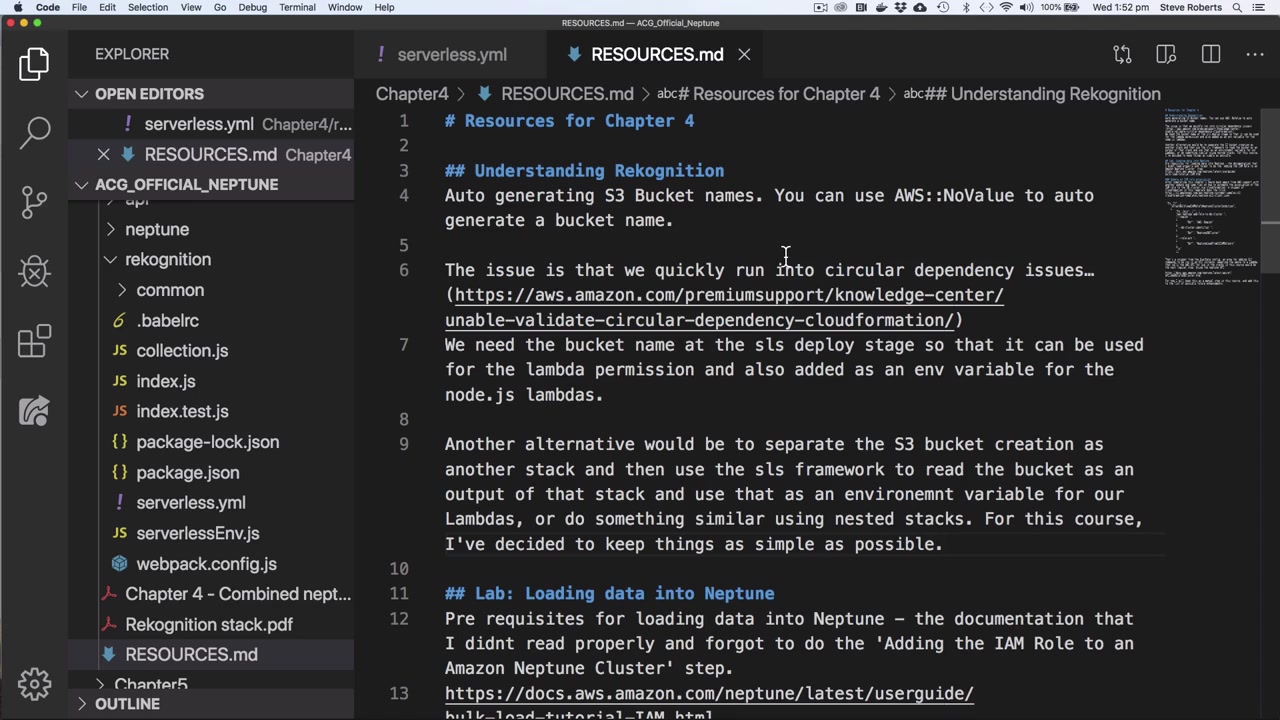 Code File Edit Selection View Go Debug Terminal Window Help 100% Wed 1:52 pm Steve Roberts
RESOURCES.md — ACG_Official_Neptune
EXPLORER
OPEN EDITORS
! serverless.yml Chapter4/r...
RESOURCES.md Chapter4
ACG_OFFICIAL_NEPTUNE
api
neptune
rekognition
common
.babelrc
JS collection.js
JS index.js
JS index.test.js
{} package-lock.json
{} package.json
! serverless.yml
JS serverlessEnv.js
webpack.config.js
Chapter 4 - Combined nept...
Rekognition stack.pdf
RESOURCES.md
Chapter5
OUTLINE
! serverless.yml
RESOURCES.md
Chapter4 > RESOURCES.md > abc# Resources for Chapter 4 > abc## Understanding Rekognition
1 # Resources for Chapter 4
2
3 ## Understanding Rekognition
4 Auto generating S3 Bucket names. You can use AWS::NoValue to auto
generate a bucket name.
5
6 The issue is that we quickly run into circular dependency issues…
(https://aws.amazon.com/premiumsupport/knowledge-center/
unable-validate-circular-dependency-cloudformation/)
7 We need the bucket name at the sls deploy stage so that it can be used
for the lambda permission and also added as an env variable for the
node.js lambdas.
8
9 Another alternative would be to separate the S3 bucket creation as
another stack and then use the sls framework to read the bucket as an
output of that stack and use that as an environemnt variable for our
Lambdas, or do something similar using nested stacks. For this course,
I've decided to keep things as simple as possible.
10
11 ## Lab: Loading data into Neptune
12 Pre requisites for loading data into Neptune – the documentation that
I didnt read properly and forgot to do the 'Adding the IAM Role to an
Amazon Neptune Cluster' step.
13 https://docs.aws.amazon.com/neptune/latest/userguide/
bulk-load-tutorial-IAM.html